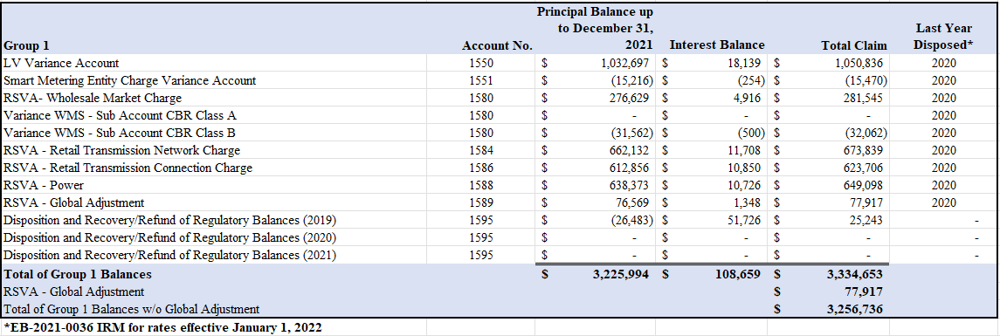 Principal Balance up
to December 31, Last Year
Group 1 Account No. 2021 Interest Balance Total Claim Disposed*
LV Variance Account 1550 $ 1,032,697 $ 18,139 $ 1,050,836 2020
Smart Metering Entity Charge Variance Account 1551 $ (15,216) $ (254) $ (15,470) 2020
RSVA- Wholesale Market Charge 1580 $ 276,629 $ 4,916 $ 281,545 2020
Variance WMS - Sub Account CBR Class A 1580 $ - $ - $ - 2020
Variance WMS - Sub Account CBR Class B 1580 $ (31,562) $ (500) $ (32,062) 2020
RSVA - Retail Transmission Network Charge 1584 $ 662,132 $ 11,708 $ 673,839 2020
RSVA - Retail Transmission Connection Charge 1586 $ 612,856 $ 10,850 $ 623,706 2020
RSVA - Power 1588 $ 638,373 $ 10,726 $ 649,098 2020
RSVA - Global Adjustment 1589 $ 76,569 $ 1,348 $ 77,917 2020
Disposition and Recovery/Refund of Regulatory Balances (2019) 1595 $ (26,483) $ 51,726 $ 25,243 -
Disposition and Recovery/Refund of Regulatory Balances (2020) 1595 $ - $ - $ - -
Disposition and Recovery/Refund of Regulatory Balances (2021) 1595 $ - $ - $ - -
Total of Group 1 Balances $ 3,225,994 $ 108,659 $ 3,334,653
RSVA - Global Adjustment $ 77,917
Total of Group 1 Balances w/o Global Adjustment $ 3,256,736
*EB-2021-0036 IRM for rates effective January 1, 2022